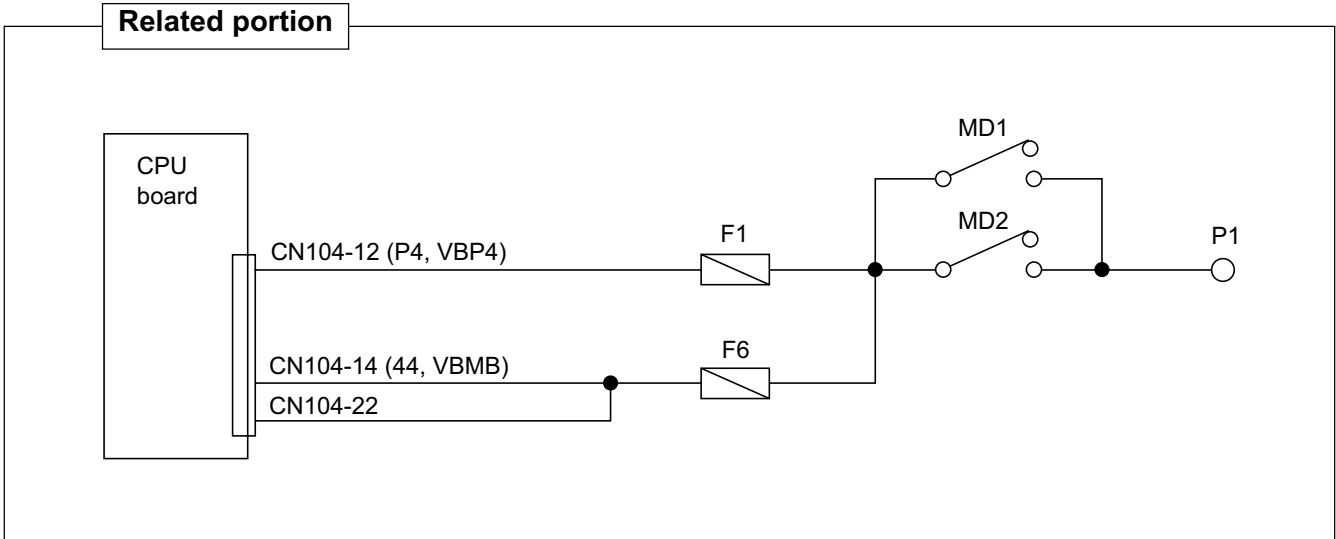 Related portion
MD1
CPU
board
MD2
P1
F1
CN104-12 (P4, VBP4)
F6
CN104-14 (44, VBMB)
CN104-22